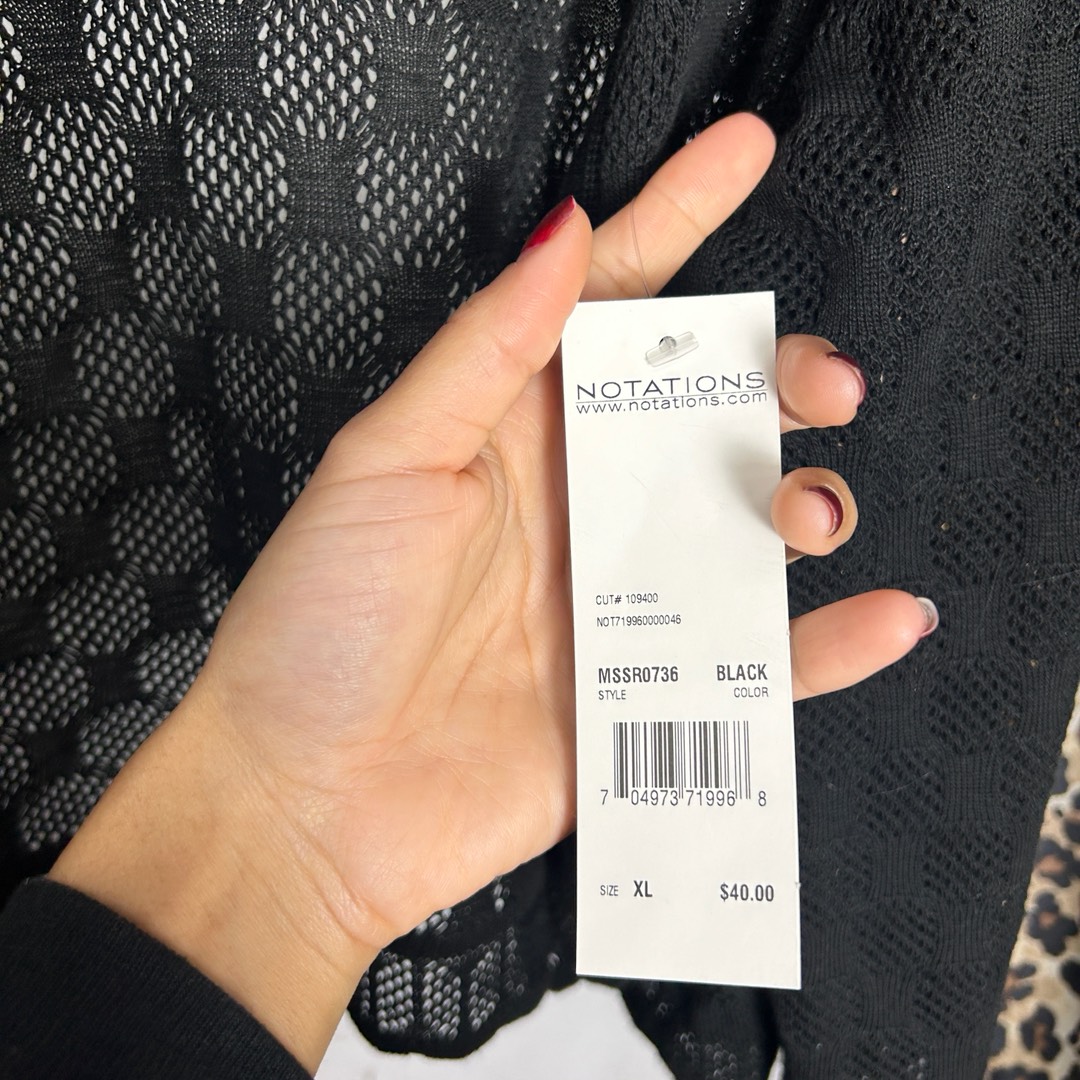 NOTATIONS
www.notations.com
CUT# 109400
NOT719960000046
MSSR0736 BLACK
STYLE COLOR
7 04973 71996 8
SIZE XL $40.00